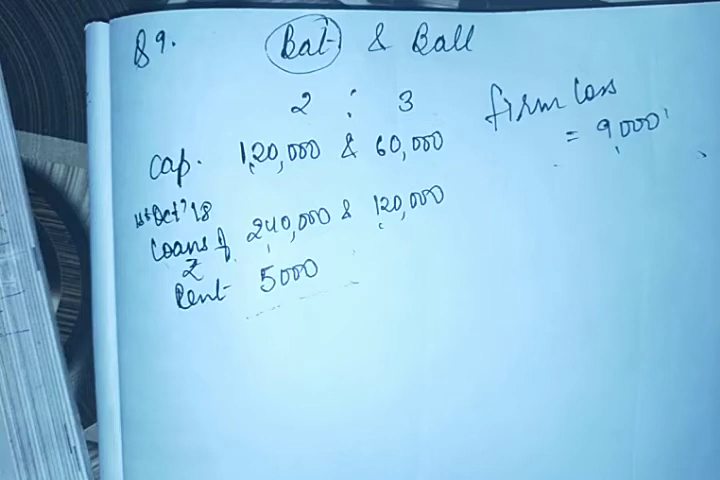 89. Bat & Ball
2 : 3
firm loss
= 9,000
Cap. 1,20,000 & 60,000
1st Oct' 18
Loans of 240,000 & 120,000
Rent 5000